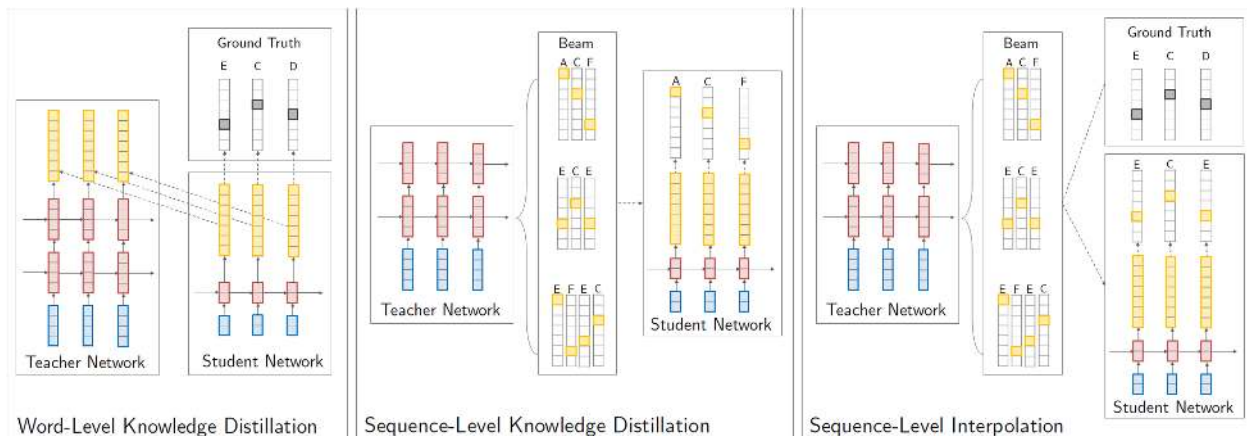 Ground Truth
E C D
Teacher Network
Student Network
Word-Level Knowledge Distillation
Beam
A C F
E C E
E F E C
Teacher Network
A C F
Student Network
Sequence-Level Knowledge Distillation
Beam
A C F
E C E
E F E C
Teacher Network
Ground Truth
E C D
E C E
Student Network
Sequence-Level Interpolation